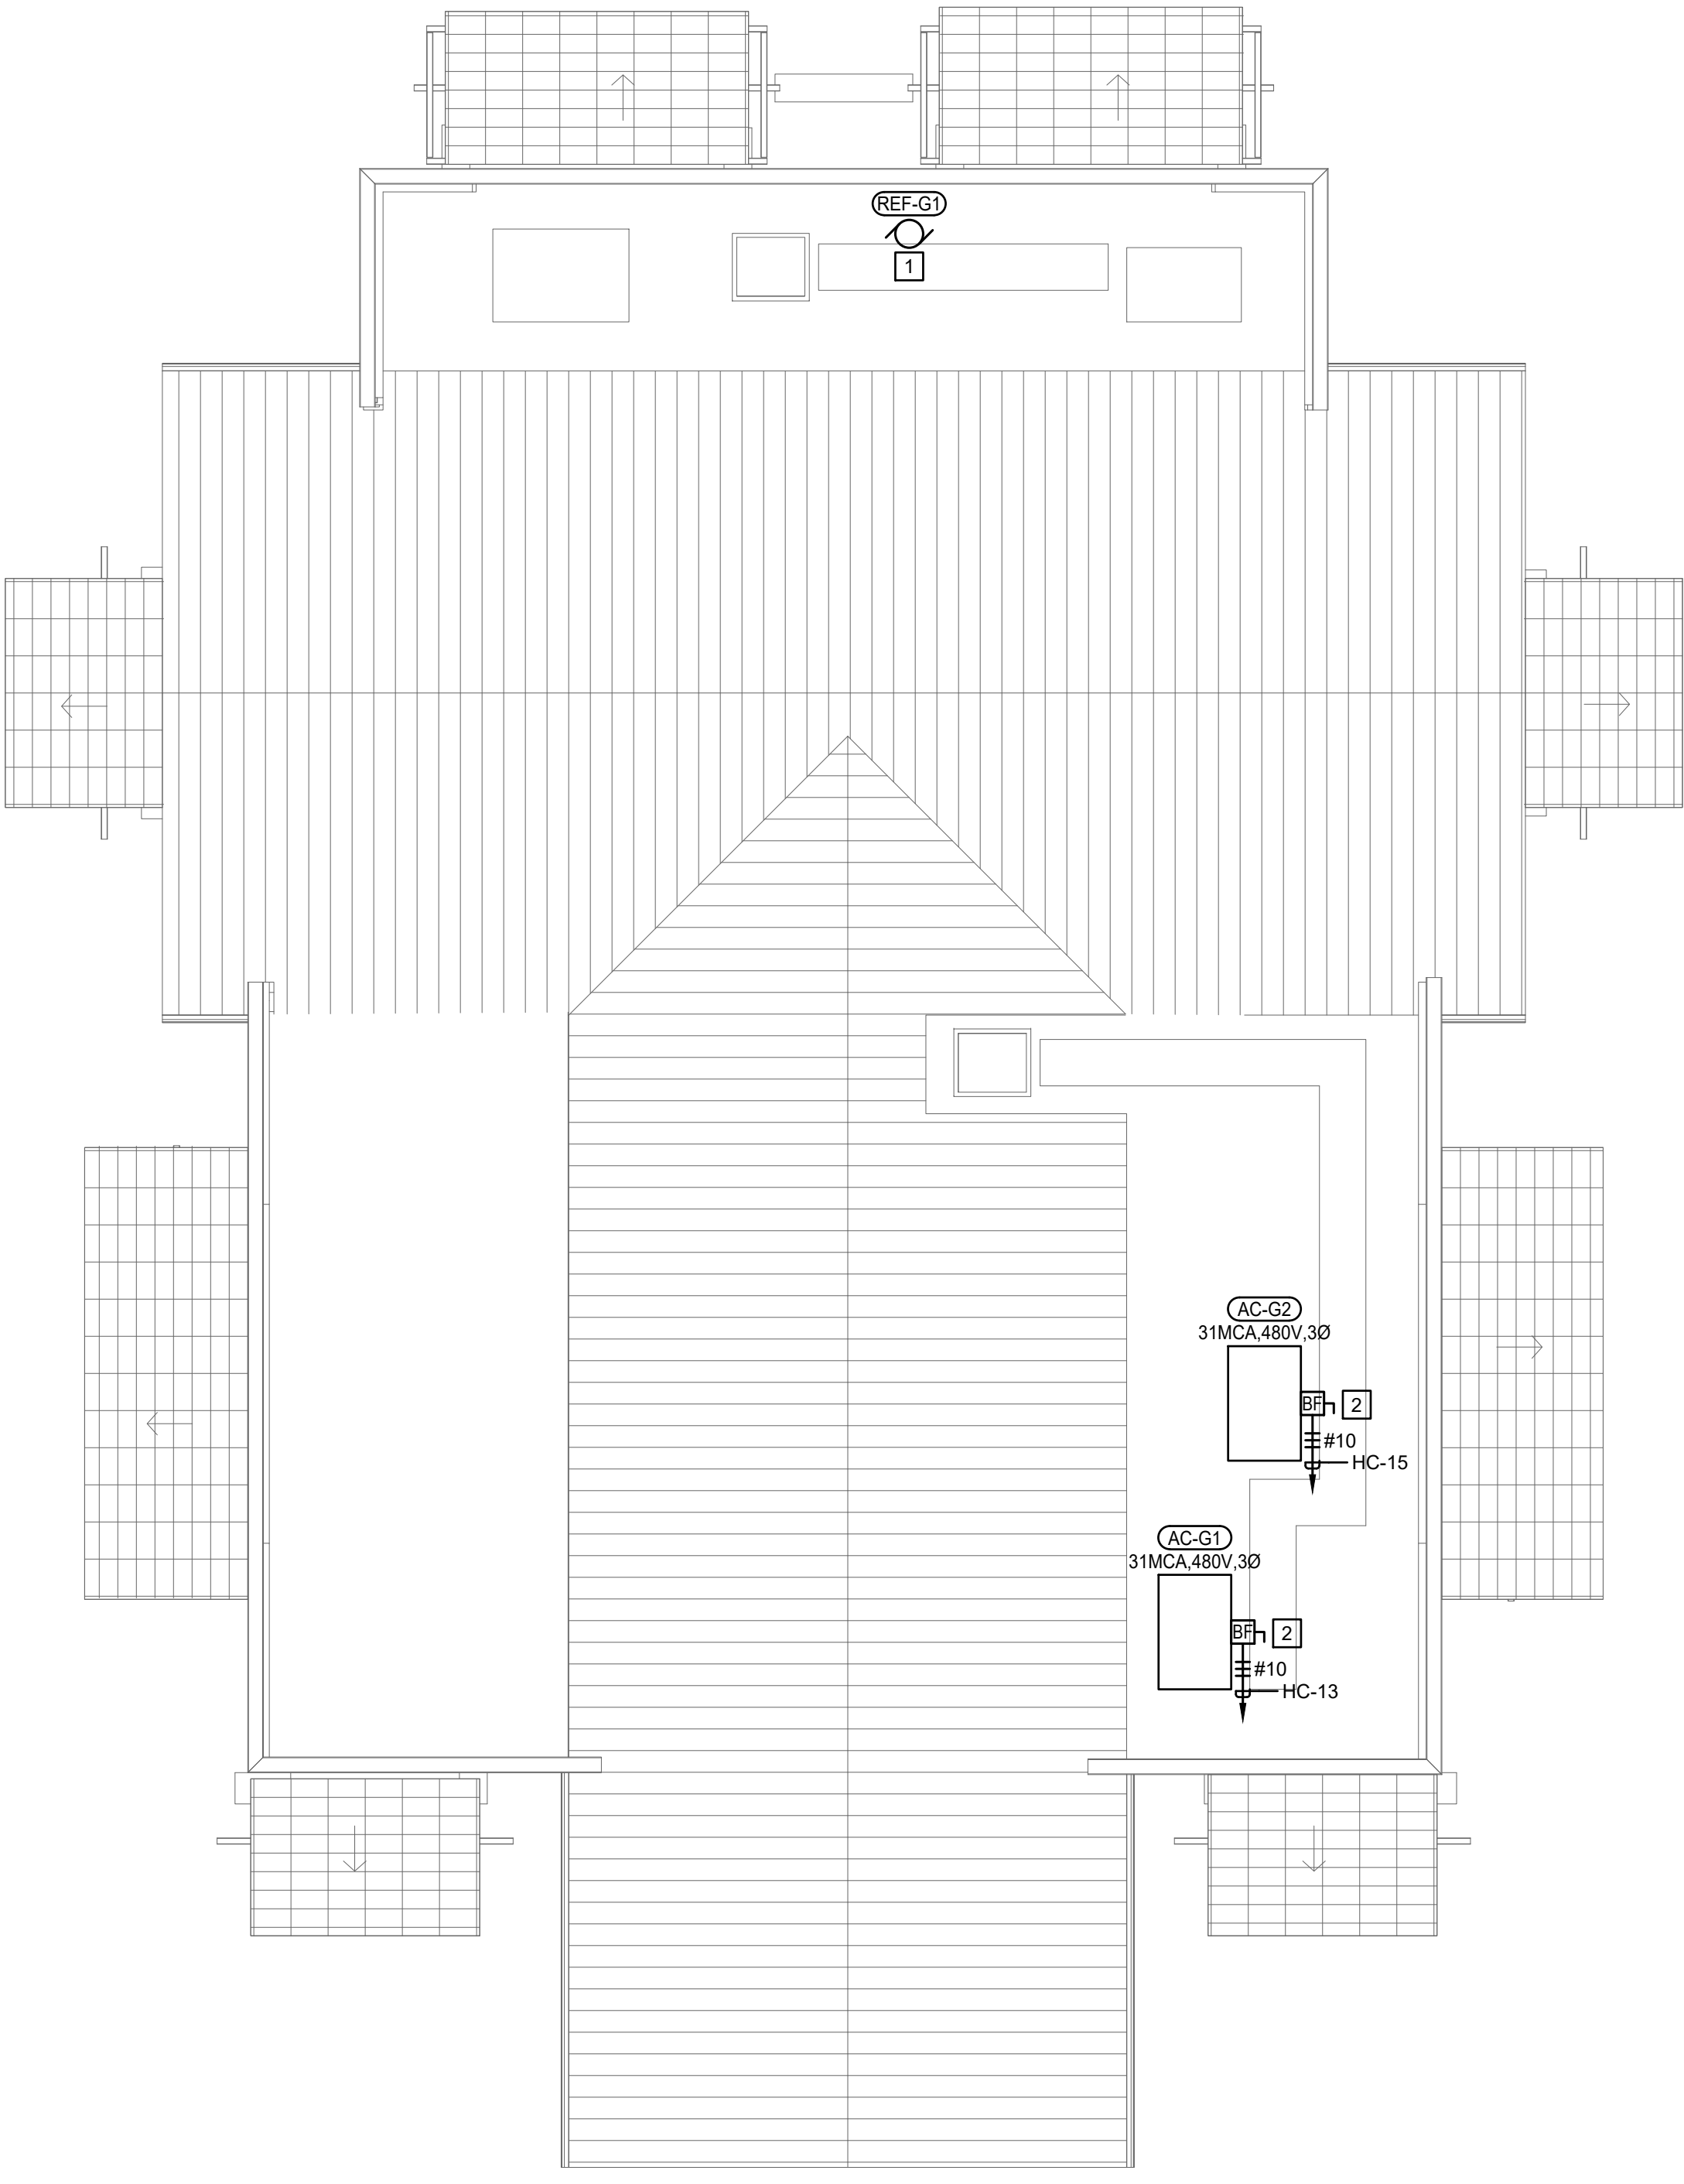 REF-G1
1
AC-G2
31MCA,480V,3Ø
BF
2
#10
HC-15
AC-G1
31MCA,480V,3Ø
BF
2
#10
HC-13